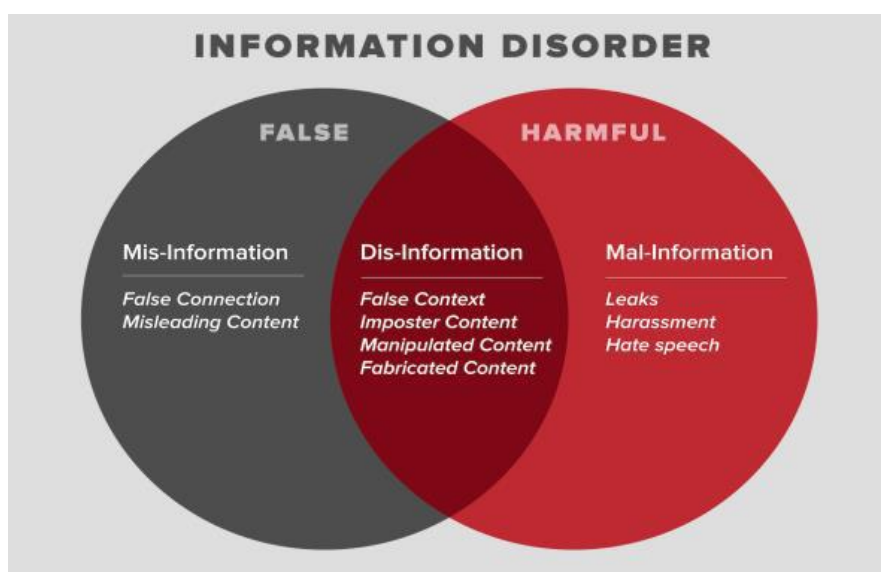 INFORMATION DISORDER
FALSE
HARMFUL
Mis-Information
False Connection
Misleading Content
Dis-Information
False Context
Imposter Content
Manipulated Content
Fabricated Content
Mal-Information
Leaks
Harassment
Hate speech